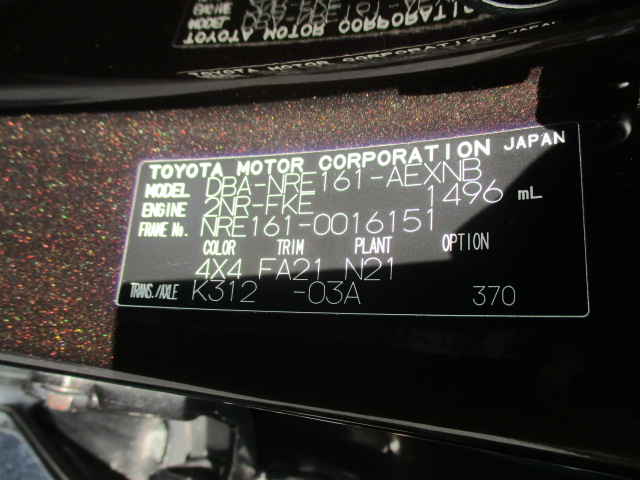 TOYOTA MOTOR CORPORATION JAPAN
MODEL DBA-NRE161-AEXNB
ENGINE 2NR-FKE 1496 mL
FRAME No. NRE161-0016151
COLOR TRIM PLANT OPTION
4X4 FA21 N21
TRANS./AXLE K312 -03A 370